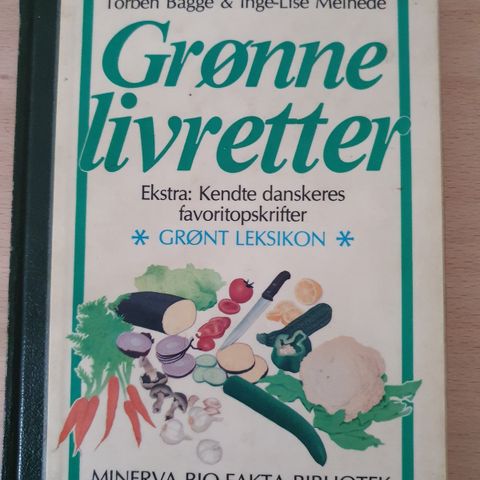 Torben Bagge & Inge-Lise Meinede
Grønne
livretter
Ekstra: Kendte danskeres
favoritopskrifter
* GRØNT LEKSIKON *
MINERVA BIO FAKTA BIBLIOTEK